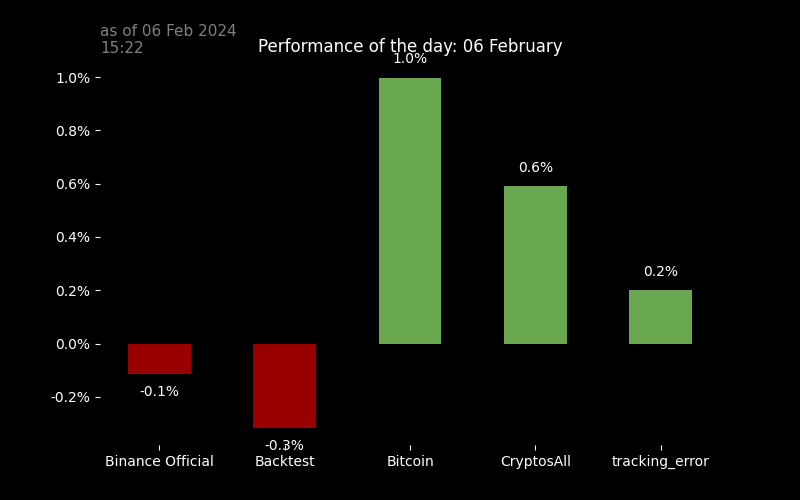 as of 06 Feb 2024
15:22
Performance of the day: 06 February
1.0%
1.0%
0.8%
0.6%
0.6%
0.4%
0.2%
0.2%
0.0%
-0.2%
-0.1%
-0.3%
Binance Official
Backtest
Bitcoin
CryptosAll
tracking_error